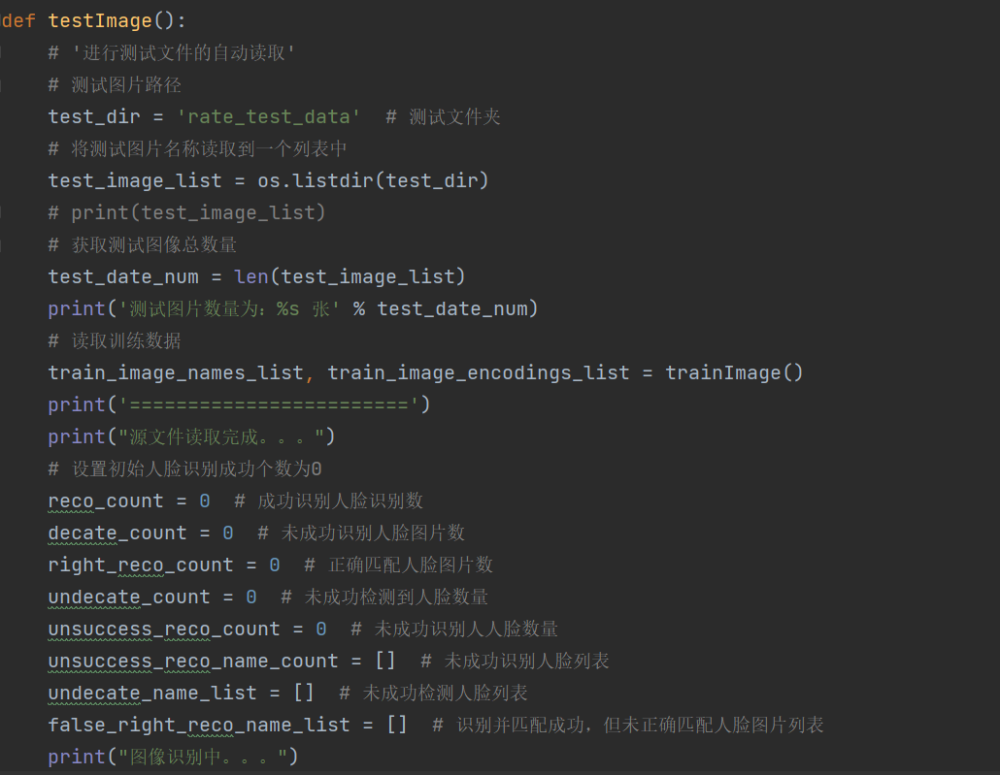 def testImage():
    # '进行测试文件的自动读取'
    # 测试图片路径
    test_dir = 'rate_test_data'  # 测试文件夹
    # 将测试图片名称读取到一个列表中
    test_image_list = os.listdir(test_dir)
    # print(test_image_list)
    # 获取测试图像总数量
    test_date_num = len(test_image_list)
    print('测试图片数量为：%s 张' % test_date_num)
    # 读取训练数据
    train_image_names_list, train_image_encodings_list = trainImage()
    print('========================')
    print("源文件读取完成。。。")
    # 设置初始人脸识别成功个数为0
    reco_count = 0  # 成功识别人脸识别数
    decate_count = 0  # 未成功识别人脸图片数
    right_reco_count = 0  # 正确匹配人脸图片数
    undecate_count = 0  # 未成功检测到人脸数量
    unsuccess_reco_count = 0  # 未成功识别人人脸数量
    unsuccess_reco_name_count = []  # 未成功识别人脸列表
    undecate_name_list = []  # 未成功检测人脸列表
    false_right_reco_name_list = []  # 识别并匹配成功，但未正确匹配人脸图片列表
    print("图像识别中。。。")